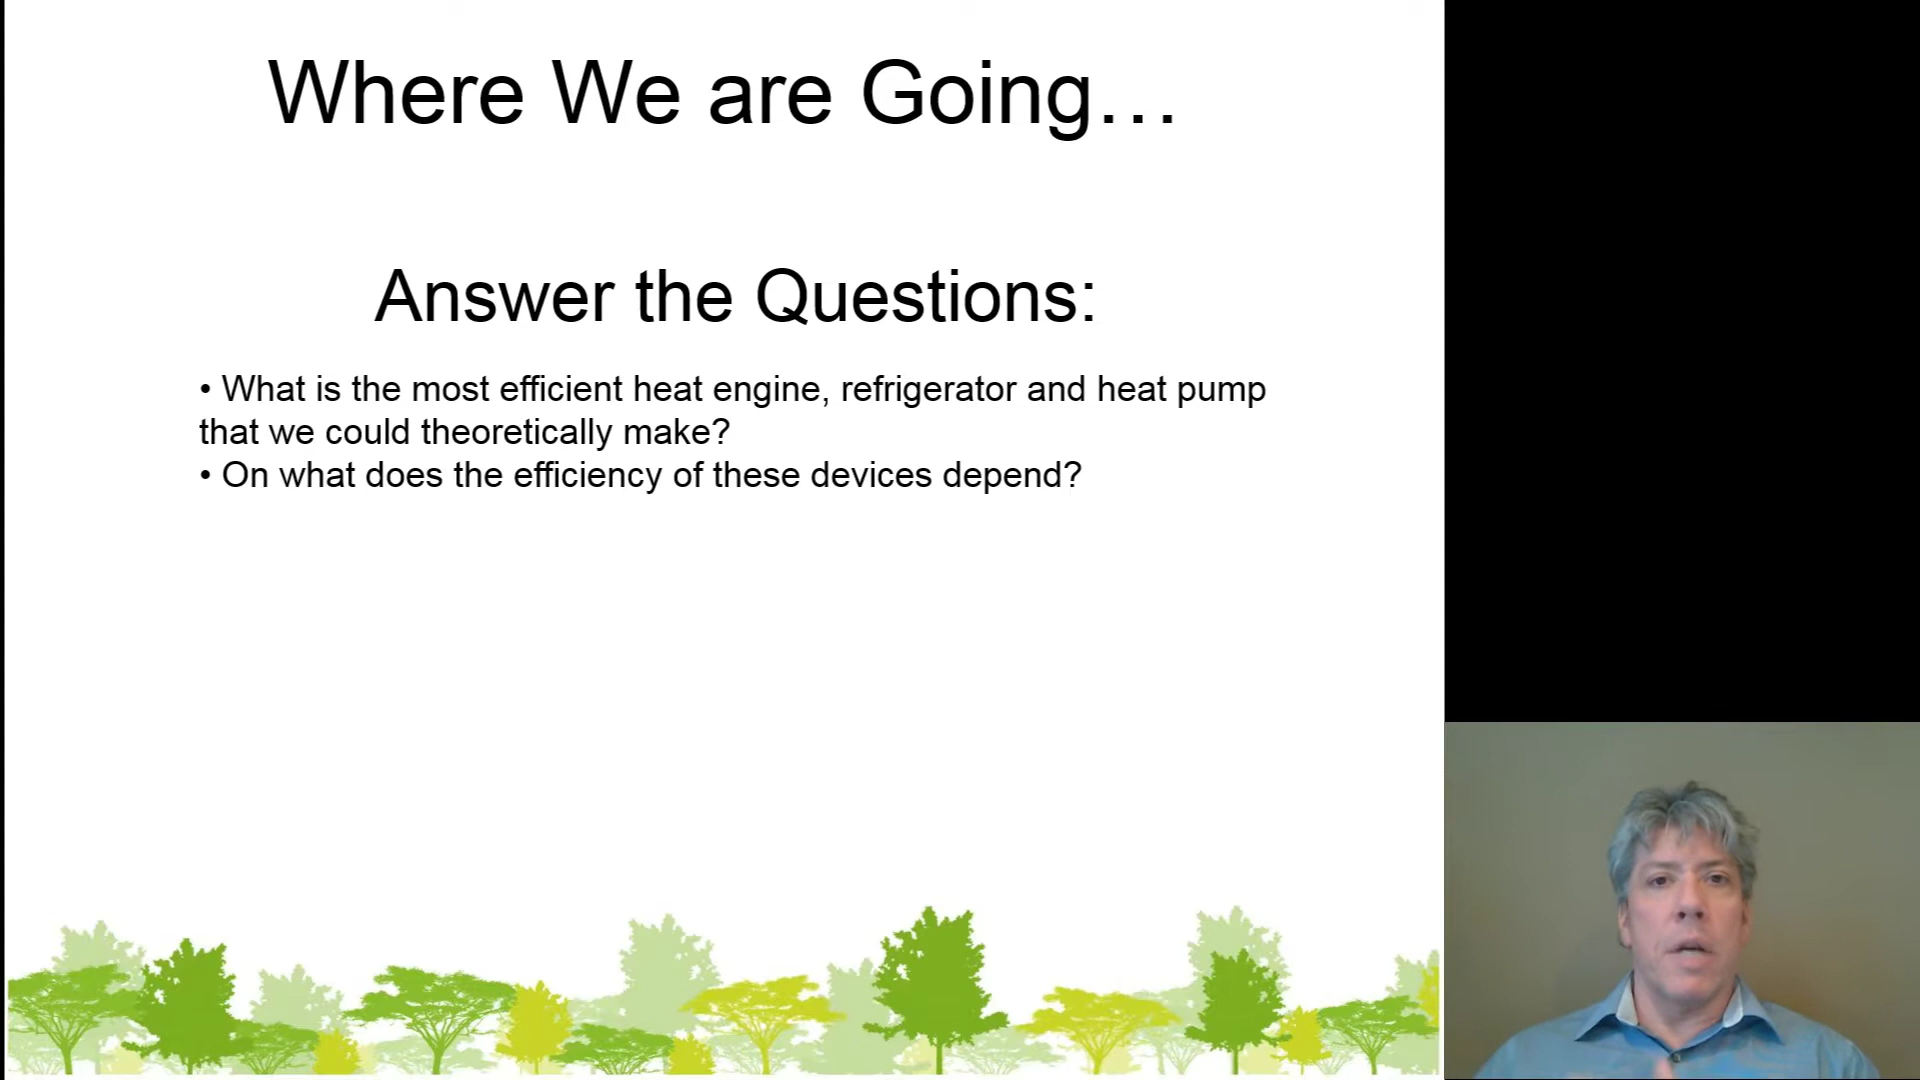 Where We are Going…
Answer the Questions:
• What is the most efficient heat engine, refrigerator and heat pump
that we could theoretically make?
• On what does the efficiency of these devices depend?